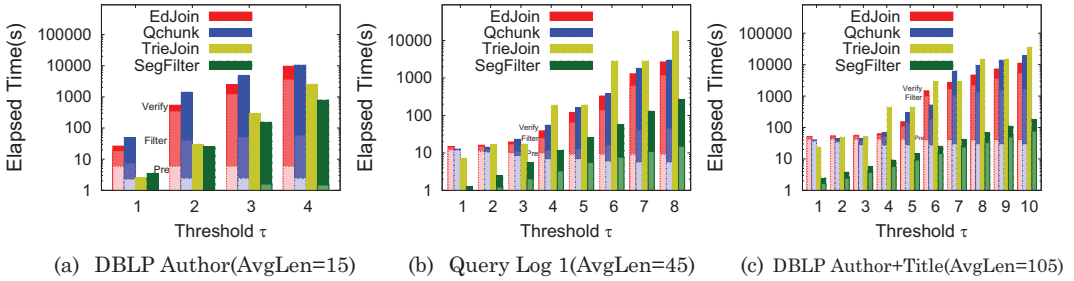 Elapsed Time(s)
100000
10000
1000
100
10
1
EdJoin
Qchunk
TrieJoin
SegFilter
Verify
Filter
Pre
1 2 3 4
Threshold τ
(a) DBLP Author(AvgLen=15)
Elapsed Time(s)
10000
1000
100
10
1
EdJoin
Qchunk
TrieJoin
SegFilter
Verify
Filter
Pre
1 2 3 4 5 6 7 8
Threshold τ
(b) Query Log 1(AvgLen=45)
Elapsed Time(s)
100000
10000
1000
100
10
1
EdJoin
Qchunk
TrieJoin
SegFilter
Verify
Filter
Pre
1 2 3 4 5 6 7 8 9 10
Threshold τ
(c) DBLP Author+Title(AvgLen=105)